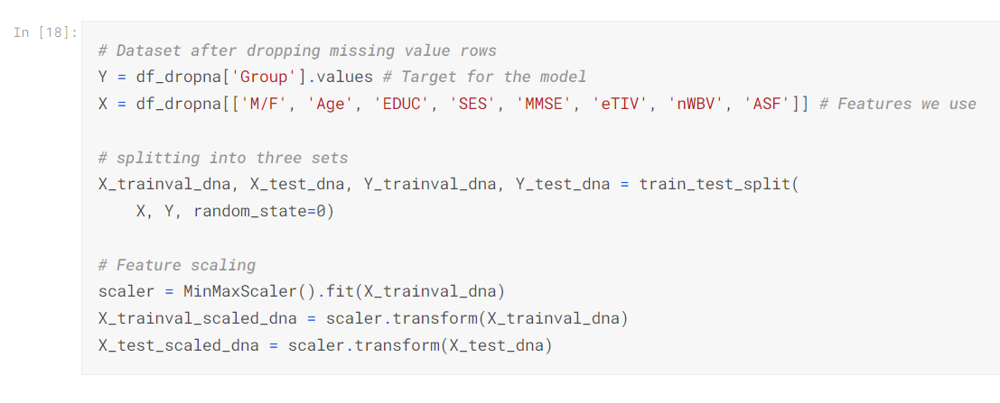 In [18]:
# Dataset after dropping missing value rows
Y = df_dropna['Group'].values # Target for the model
X = df_dropna[['M/F', 'Age', 'EDUC', 'SES', 'MMSE', 'eTIV', 'nWBV', 'ASF']] # Features we use
# splitting into three sets
X_trainval_dna, X_test_dna, Y_trainval_dna, Y_test_dna = train_test_split(
X, Y, random_state=0)
# Feature scaling
scaler = MinMaxScaler().fit(X_trainval_dna)
X_trainval_scaled_dna = scaler.transform(X_trainval_dna)
X_test_scaled_dna = scaler.transform(X_test_dna)